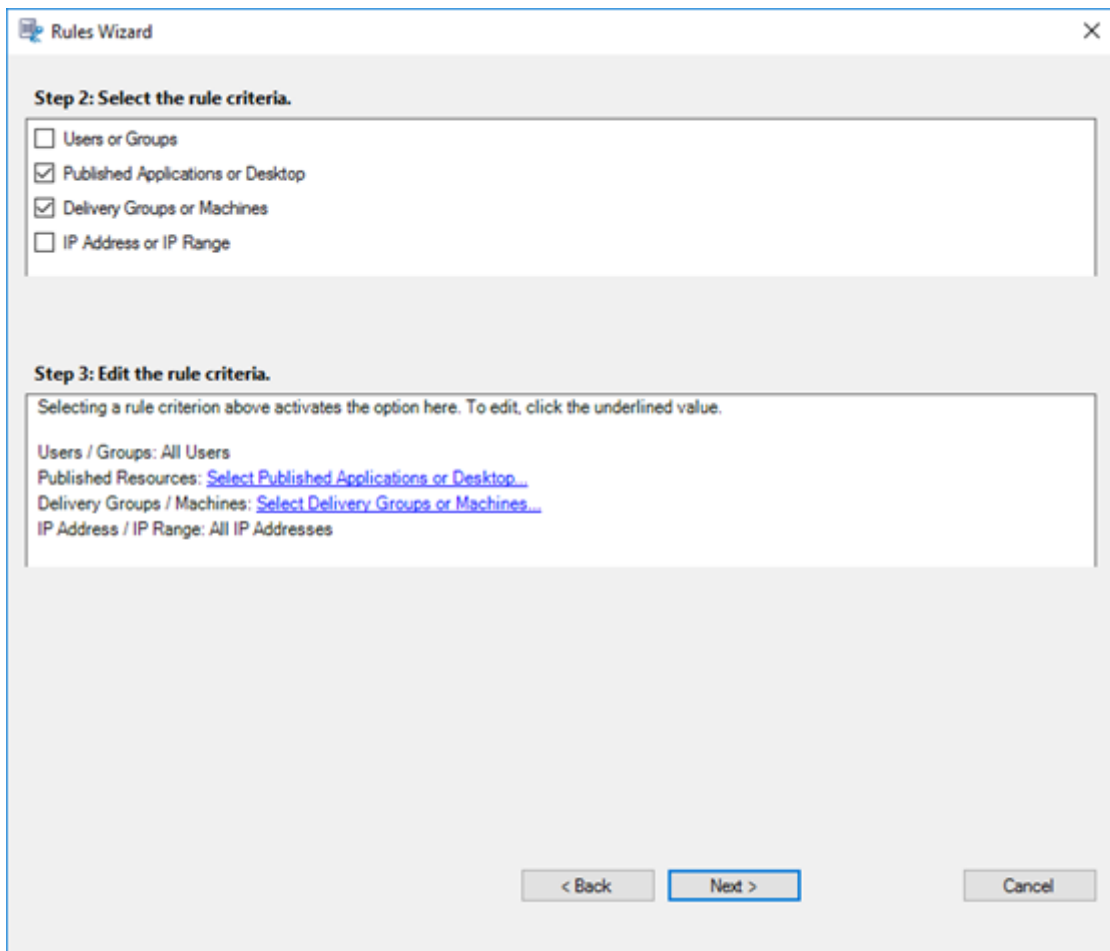 Rules Wizard
Step 2: Select the rule criteria.
Users or Groups
Published Applications or Desktop
Delivery Groups or Machines
IP Address or IP Range
Step 3: Edit the rule criteria.
Selecting a rule criterion above activates the option here. To edit, click the underlined value.
Users / Groups: All Users
Published Resources: Select Published Applications or Desktop...
Delivery Groups / Machines: Select Delivery Groups or Machines...
IP Address / IP Range: All IP Addresses
< Back Next > Cancel